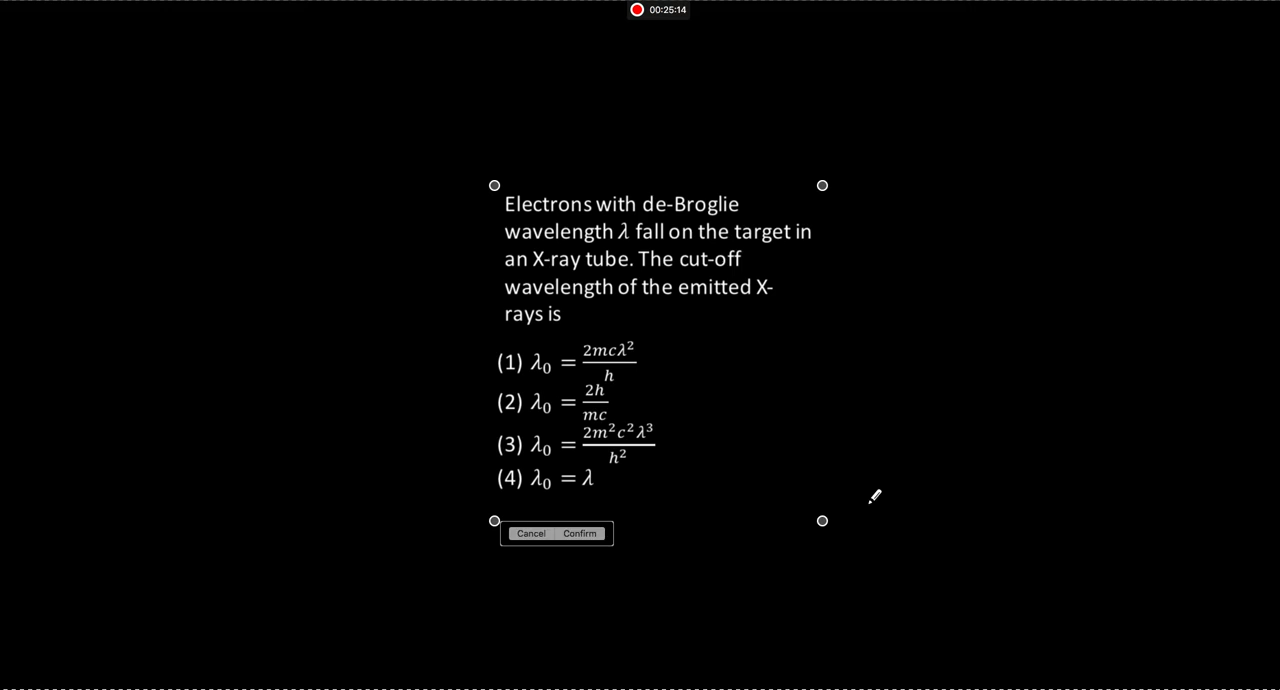 00:25:14
Electrons with de-Broglie
wavelength λ fall on the target in
an X-ray tube. The cut-off
wavelength of the emitted X-
rays is
(1) λ₀ = 2mcλ²/h
(2) λ₀ = 2h/mc
(3) λ₀ = 2m²c²λ³/h²
(4) λ₀ = λ
Cancel Confirm